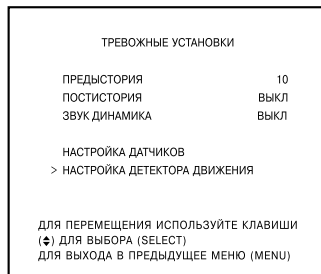 ТРЕВОЖНЫЕ УСТАНОВКИ
ПРЕДЫСТОРИЯ 10
ПОСТИСТОРИЯ ВЫКЛ
ЗВУК ДИНАМИКА ВЫКЛ
НАСТРОЙКА ДАТЧИКОВ
> НАСТРОЙКА ДЕТЕКТОРА ДВИЖЕНИЯ
ДЛЯ ПЕРЕМЕЩЕНИЯ ИСПОЛЬЗУЙТЕ КЛАВИШИ
(♦) ДЛЯ ВЫБОРА (SELECT)
ДЛЯ ВЫХОДА В ПРЕДЫДУЩЕЕ МЕНЮ (MENU)